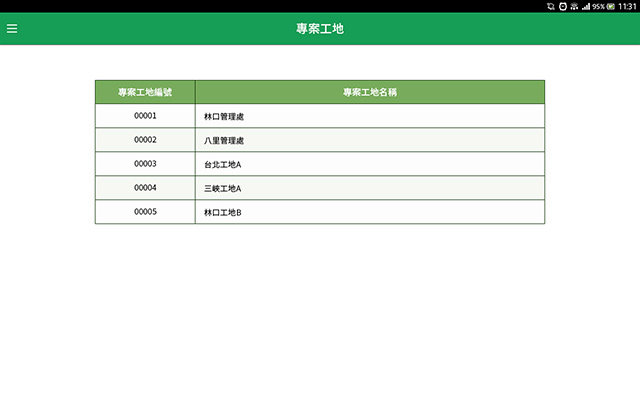 95% 11:31
專案工地
專案工地編號 專案工地名稱
00001 林口管理處
00002 八里管理處
00003 台北工地A
00004 三峽工地A
00005 林口工地B